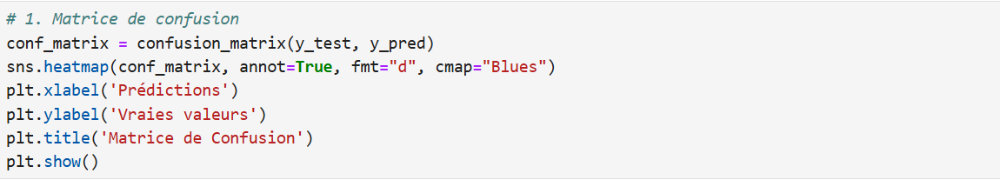 # 1. Matrice de confusion
conf_matrix = confusion_matrix(y_test, y_pred)
sns.heatmap(conf_matrix, annot=True, fmt="d", cmap="Blues")
plt.xlabel('Prédictions')
plt.ylabel('Vraies valeurs')
plt.title('Matrice de Confusion')
plt.show()